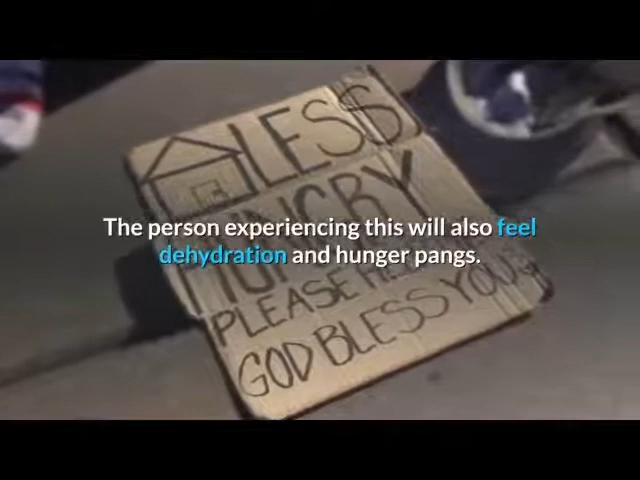 LESS
HUNGRY
The person experiencing this will also feel
dehydration and hunger pangs.
PLEASE
GOD BLESS YOU